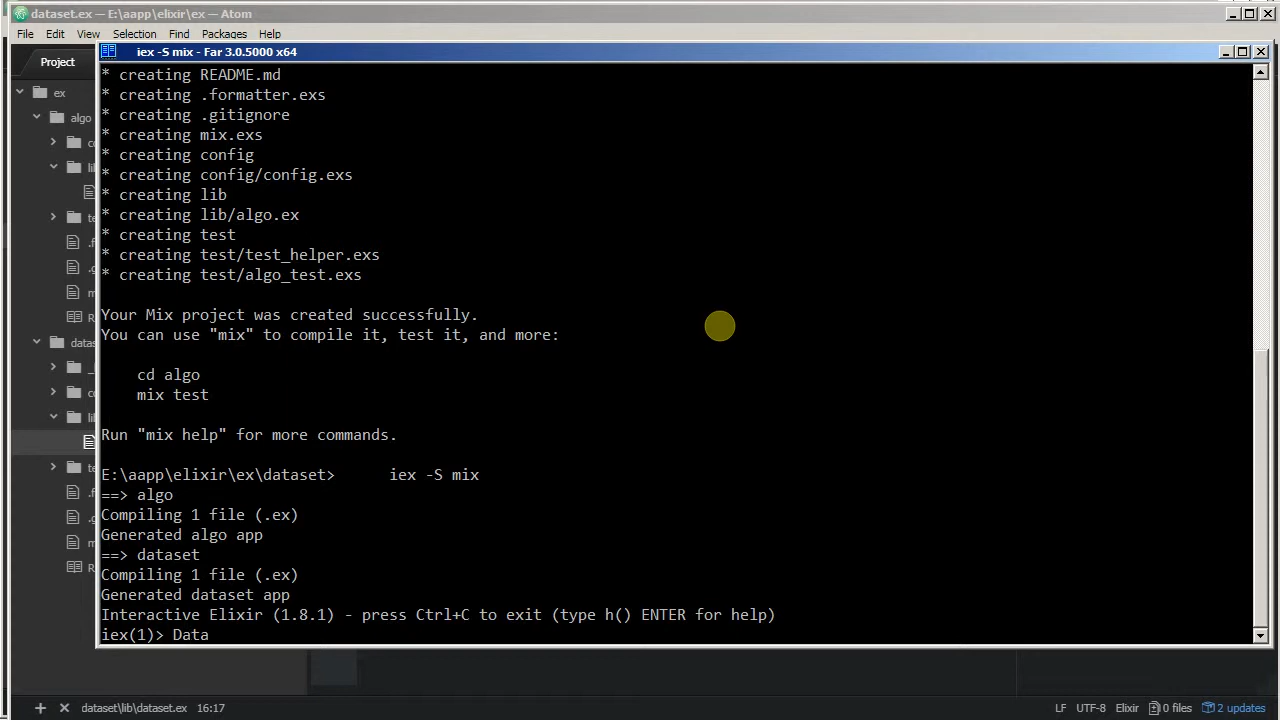 dataset.ex — E:\aapp\elixir\ex — Atom
File Edit View Selection Find Packages Help
iex -S mix - Far 3.0.5000 x64
Project
ex
algo
datas
* creating README.md
* creating .formatter.exs
* creating .gitignore
* creating mix.exs
* creating config
* creating config/config.exs
* creating lib
* creating lib/algo.ex
* creating test
* creating test/test_helper.exs
* creating test/algo_test.exs
Your Mix project was created successfully.
You can use "mix" to compile it, test it, and more:
cd algo
mix test
Run "mix help" for more commands.
E:\aapp\elixir\ex\dataset> iex -S mix
==> algo
Compiling 1 file (.ex)
Generated algo app
==> dataset
Compiling 1 file (.ex)
Generated dataset app
Interactive Elixir (1.8.1) - press Ctrl+C to exit (type h() ENTER for help)
iex(1)> Data
dataset\lib\dataset.ex 16:17
LF UTF-8 Elixir 0 files 2 updates